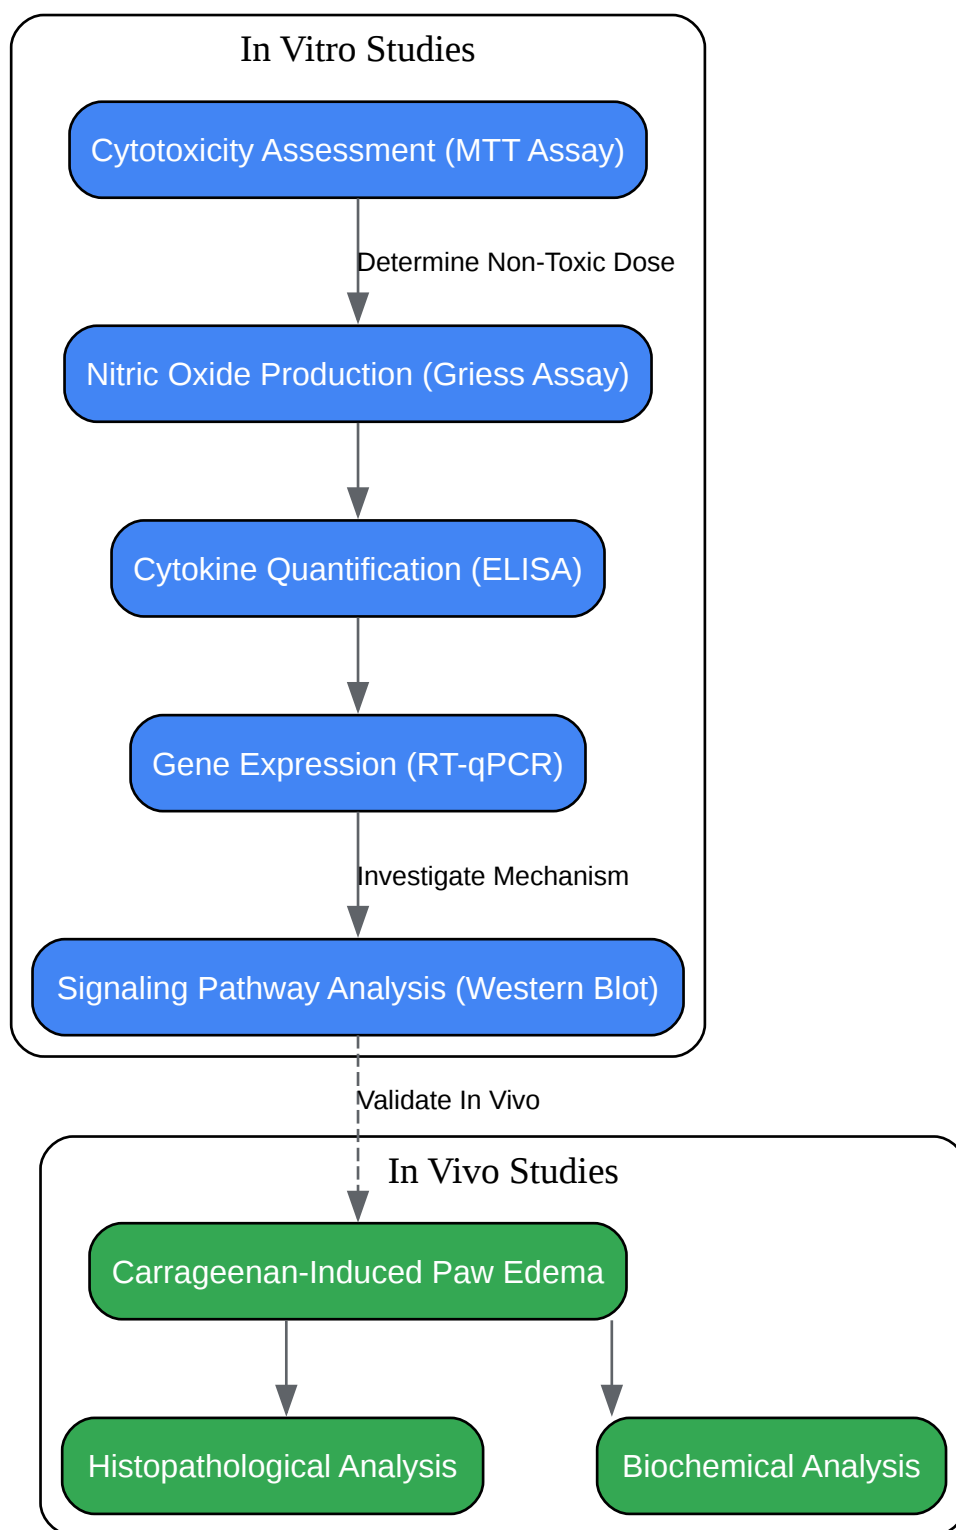 In Vitro Studies
Cytotoxicity Assessment (MTT Assay)
Determine Non-Toxic Dose
Nitric Oxide Production (Griess Assay)
Cytokine Quantification (ELISA)
Gene Expression (RT-qPCR)
Investigate Mechanism
Signaling Pathway Analysis (Western Blot)
Validate In Vivo
In Vivo Studies
Carrageenan-Induced Paw Edema
Histopathological Analysis
Biochemical Analysis